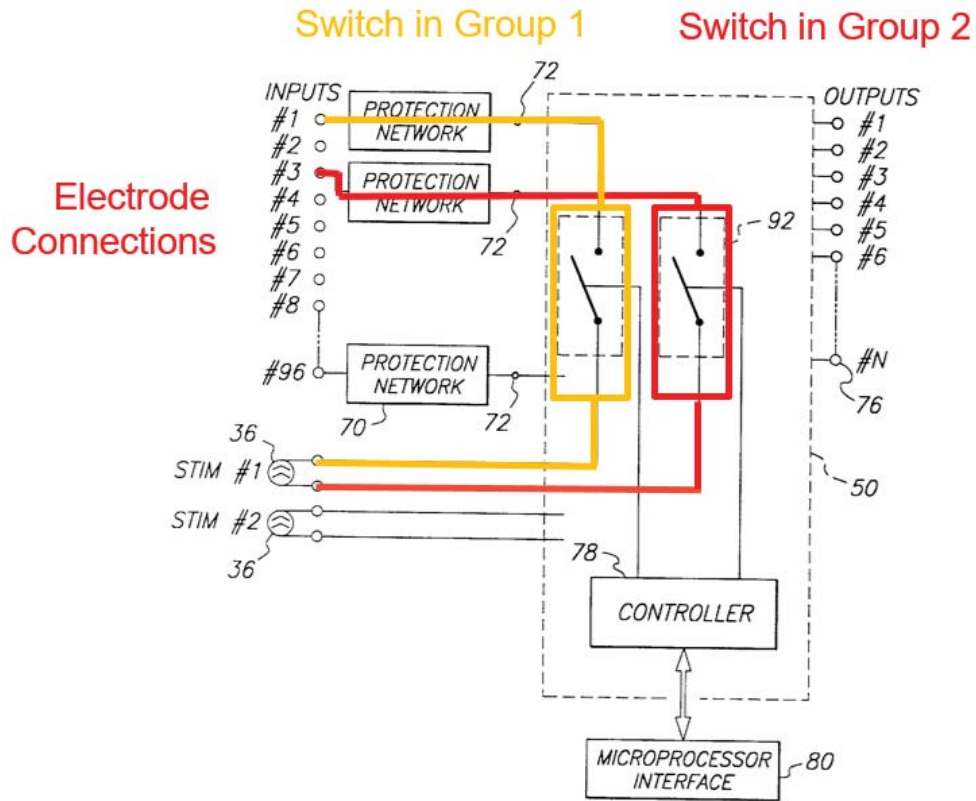 Switch in Group 1
Switch in Group 2
INPUTS
OUTPUTS
#1
#2
#3
#4
#5
#6
#7
#8
#96
PROTECTION
NETWORK
72
PROTECTION
NETWORK
72
PROTECTION
NETWORK
70
72
Electrode
Connections
92
#1
#2
#3
#4
#5
#6
#N
76
36
STIM #1
STIM #2
36
50
78
CONTROLLER
MICROPROCESSOR
INTERFACE
80